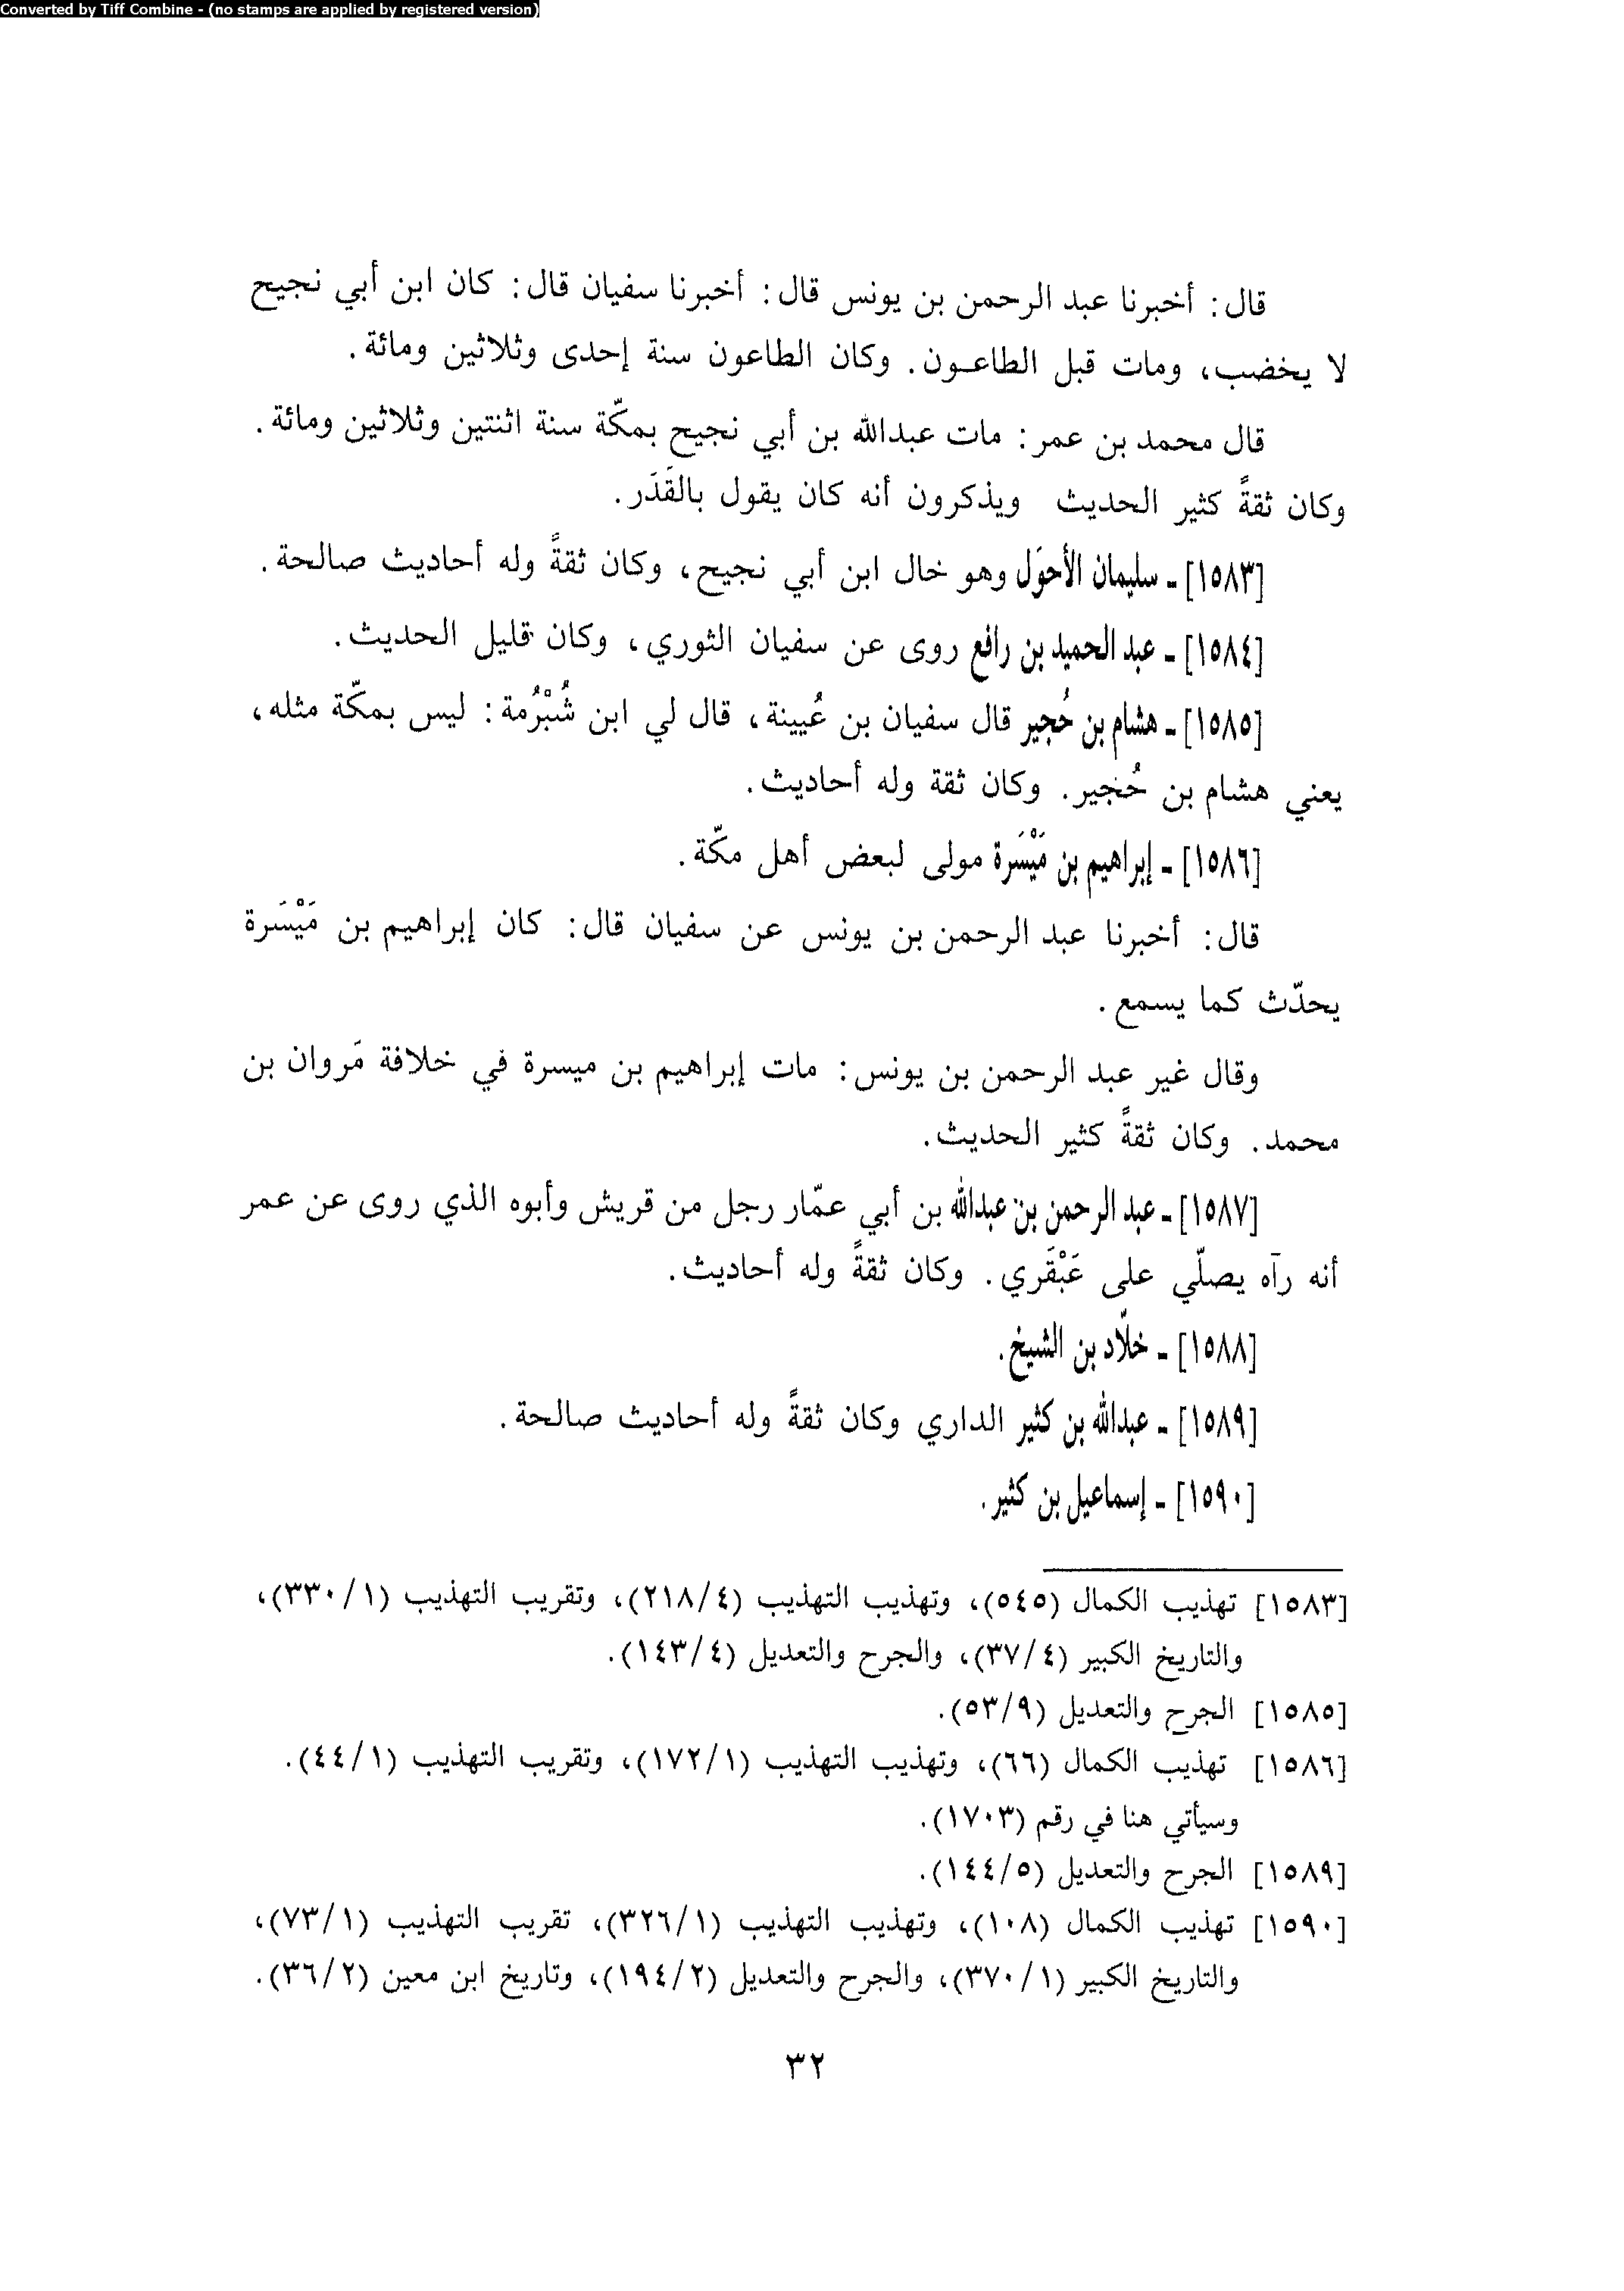 Converted by Tiff Combine - (no stamps are applied by registered version)
قال: أخبرنا عبد الرحمن بن يونس قال: أخبرنا سفيان قال: كان ابن أبي نجيح
لا يخضب، ومات قبل الطاعـون. وكان الطاعون سنة إحدى وثلاثين ومائة.
قال محمد بن عمر: مات عبدالله بن أبي نجيح بمكّة سنة اثنتين وثلاثين ومائة.
وكان ثقةً كثير الحديث ويذكرون أنه كان يقول بالقَدَر.
[١٥٨٣] ـ سليمان الأحوَل وهو خال ابن أبي نجيح، وكان ثقةً وله أحاديث صالحة.
[١٥٨٤] ـ عبد الحميد بن رافع روى عن سفيان الثوري، وكان قليل الحديث.
[١٥٨٥] ـ هشام بن حُجير قال سفيان بن عُيينة، قال لي ابن شُبْرُمة: ليس بمكّة مثله،
يعني هشام بن حُجير. وكان ثقة وله أحاديث.
[١٥٨٦] ـ إبراهيم بن مَيْسَرة مولى لبعض أهل مكّة.
قال: أخبرنا عبد الرحمن بن يونس عن سفيان قال: كان إبراهيم بن مَيْسَرة
يحدّث كما يسمع.
وقال غير عبد الرحمن بن يونس: مات إبراهيم بن ميسرة في خلافة مَروان بن
محمد. وكان ثقةً كثير الحديث.
[١٥٨٧] ـ عبد الرحمن بن عبدالله بن أبي عمّار رجل من قريش وأبوه الذي روى عن عمر
أنه رآه يصلّي على عَبْقَري. وكان ثقةً وله أحاديث.
[١٥٨٨] ـ خلّاد بن الشيخ.
[١٥٨٩] ـ عبدالله بن كثير الداري وكان ثقةً وله أحاديث صالحة.
[١٥٩٠] ـ إسماعيل بن كثير.
[١٥٨٣] تهذيب الكمال (٥٤٥)، وتهذيب التهذيب (٢١٨/٤)، وتقريب التهذيب (٣٣٠/١)،
والتاريخ الكبير (٣٧/٤)، والجرح والتعديل (١٤٣/٤).
[١٥٨٥] الجرح والتعديل (٥٣/٩).
[١٥٨٦] تهذيب الكمال (٦٦)، وتهذيب التهذيب (١٧٢/١)، وتقريب التهذيب (٤٤/١).
وسيأتي هنا في رقم (١٧٠٣).
[١٥٨٩] الجرح والتعديل (١٤٤/٥).
[١٥٩٠] تهذيب الكمال (١٠٨)، وتهذيب التهذيب (٣٢٦/١)، تقريب التهذيب (٧٣/١)،
والتاريخ الكبير (٣٧٠/١)، والجرح والتعديل (١٩٤/٢)، وتاريخ ابن معين (٣٦/٢).
٣٢